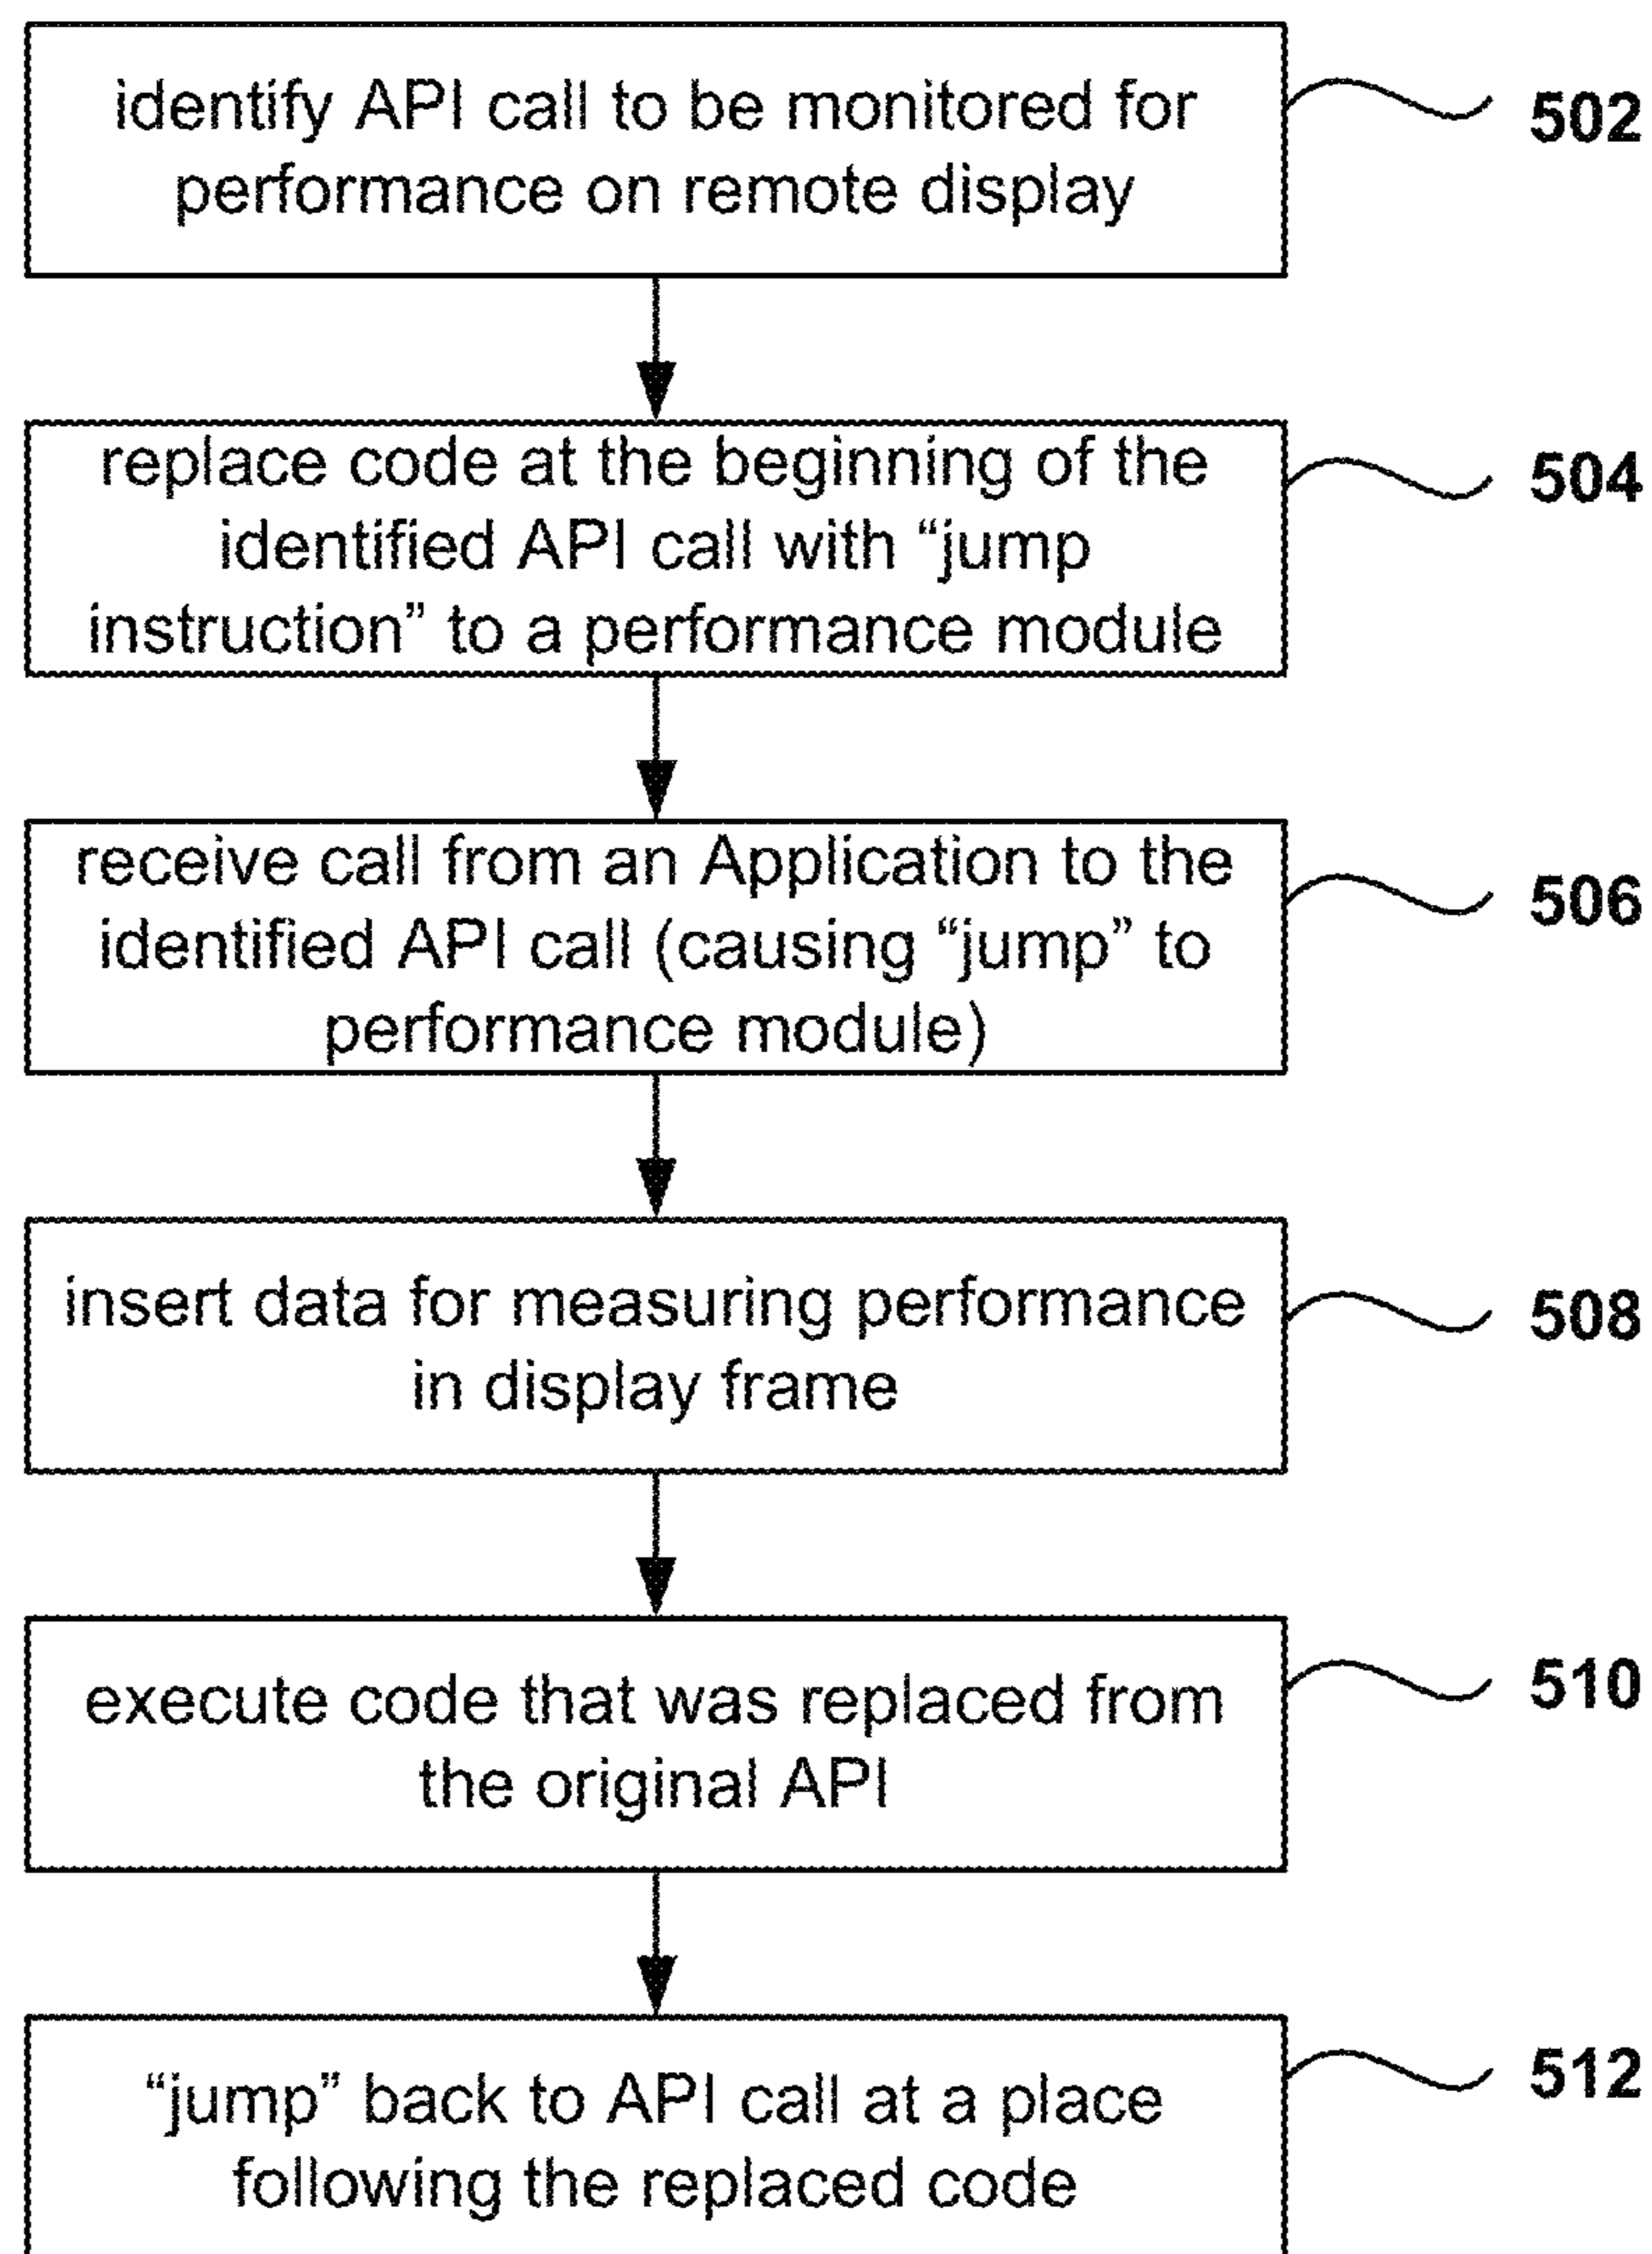 identify API call to be monitored for
performance on remote display
502
replace code at the beginning of the
identified API call with “jump
instruction” to a performance module
504
receive call from an Application to the
identified API call (causing “jump” to
performance module)
506
insert data for measuring performance
in display frame
508
execute code that was replaced from
the original API
510
“jump” back to API call at a place
following the replaced code
512